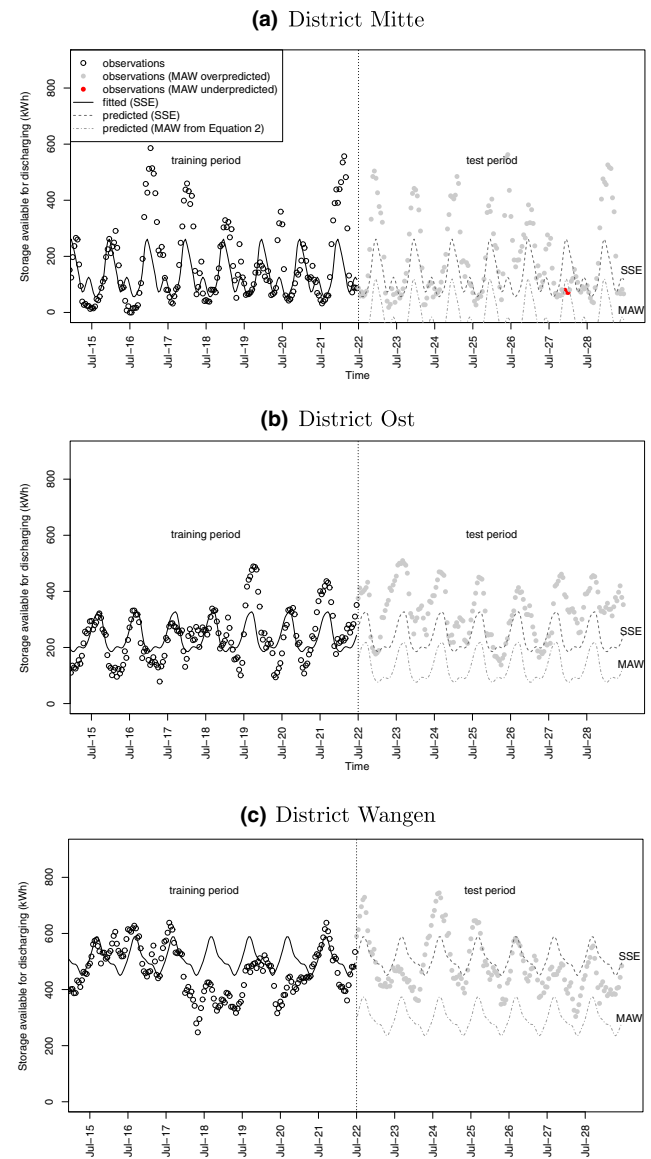 (a) District Mitte
observations
observations (MAW overpredicted)
observations (MAW underpredicted)
fitted (SSE)
predicted (SSE)
predicted (MAW from Equation 2)
training period
test period
SSE
MAW
Storage available for discharging (kWh)
0
200
400
600
800
Jul−15
Jul−16
Jul−17
Jul−18
Jul−19
Jul−20
Jul−21
Jul−22
Jul−23
Jul−24
Jul−25
Jul−26
Jul−27
Jul−28
Time
(b) District Ost
training period
test period
SSE
MAW
Storage available for discharging (kWh)
0
200
400
600
800
Jul−15
Jul−16
Jul−17
Jul−18
Jul−19
Jul−20
Jul−21
Jul−22
Jul−23
Jul−24
Jul−25
Jul−26
Jul−27
Jul−28
Time
(c) District Wangen
training period
test period
SSE
MAW
Storage available for discharging (kWh)
0
200
400
600
800
Jul−15
Jul−16
Jul−17
Jul−18
Jul−19
Jul−20
Jul−21
Jul−22
Jul−23
Jul−24
Jul−25
Jul−26
Jul−27
Jul−28